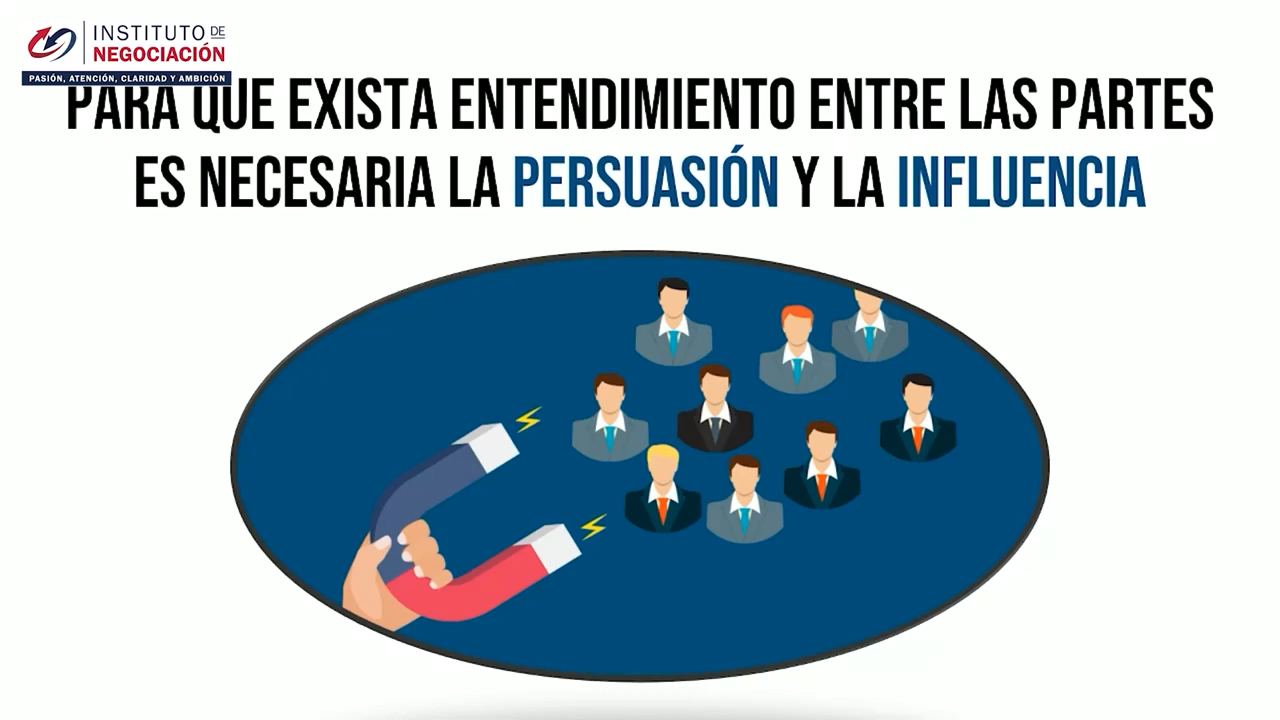 INSTITUTO DE
NEGOCIACIÓN
PASIÓN, ATENCIÓN, CLARIDAD Y AMBICIÓN
PARA QUE EXISTA ENTENDIMIENTO ENTRE LAS PARTES
ES NECESARIA LA PERSUASIÓN Y LA INFLUENCIA